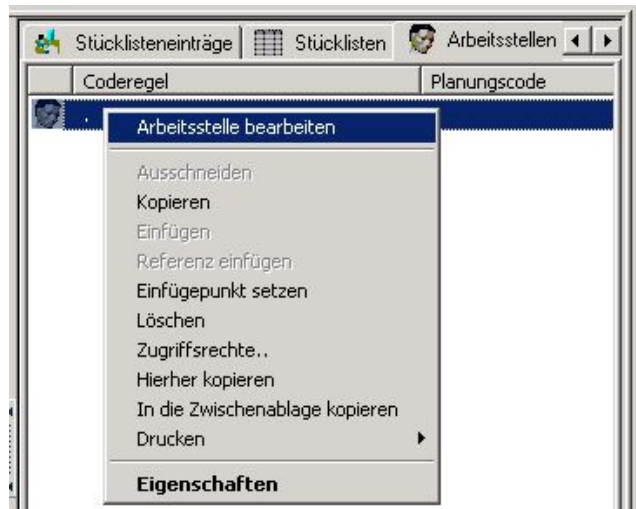 Stücklisteneinträge Stücklisten Arbeitsstellen
Coderegel Planungscode
.
Arbeitsstelle bearbeiten
Ausschneiden
Kopieren
Einfügen
Referenz einfügen
Einfügepunkt setzen
Löschen
Zugriffsrechte..
Hierher kopieren
In die Zwischenablage kopieren
Drucken
Eigenschaften